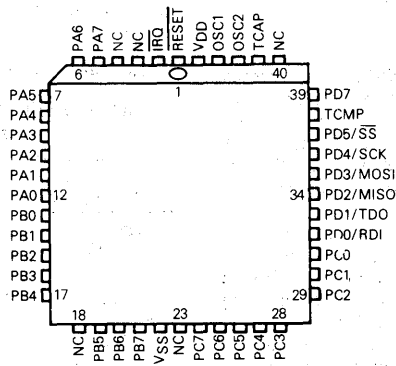 PA6 PA7 NC NC IRQ RESET VDD OSC1 OSC2 TCAP NC
6 1 40
PA5 7 39 PD7
PA4 TCMP
PA3 PD5/SS
PA2 PD4/SCK
PA1 PD3/MOSI
PA0 12 34 PD2/MISO
PB0 PD1/TDO
PB1 PD0/RDI
PB2 PC0
PB3 PC1
PB4 17 29 PC2
18 23 28
NC PB5 PB6 PB7 VSS NC PC7 PC6 PC5 PC4 PC3